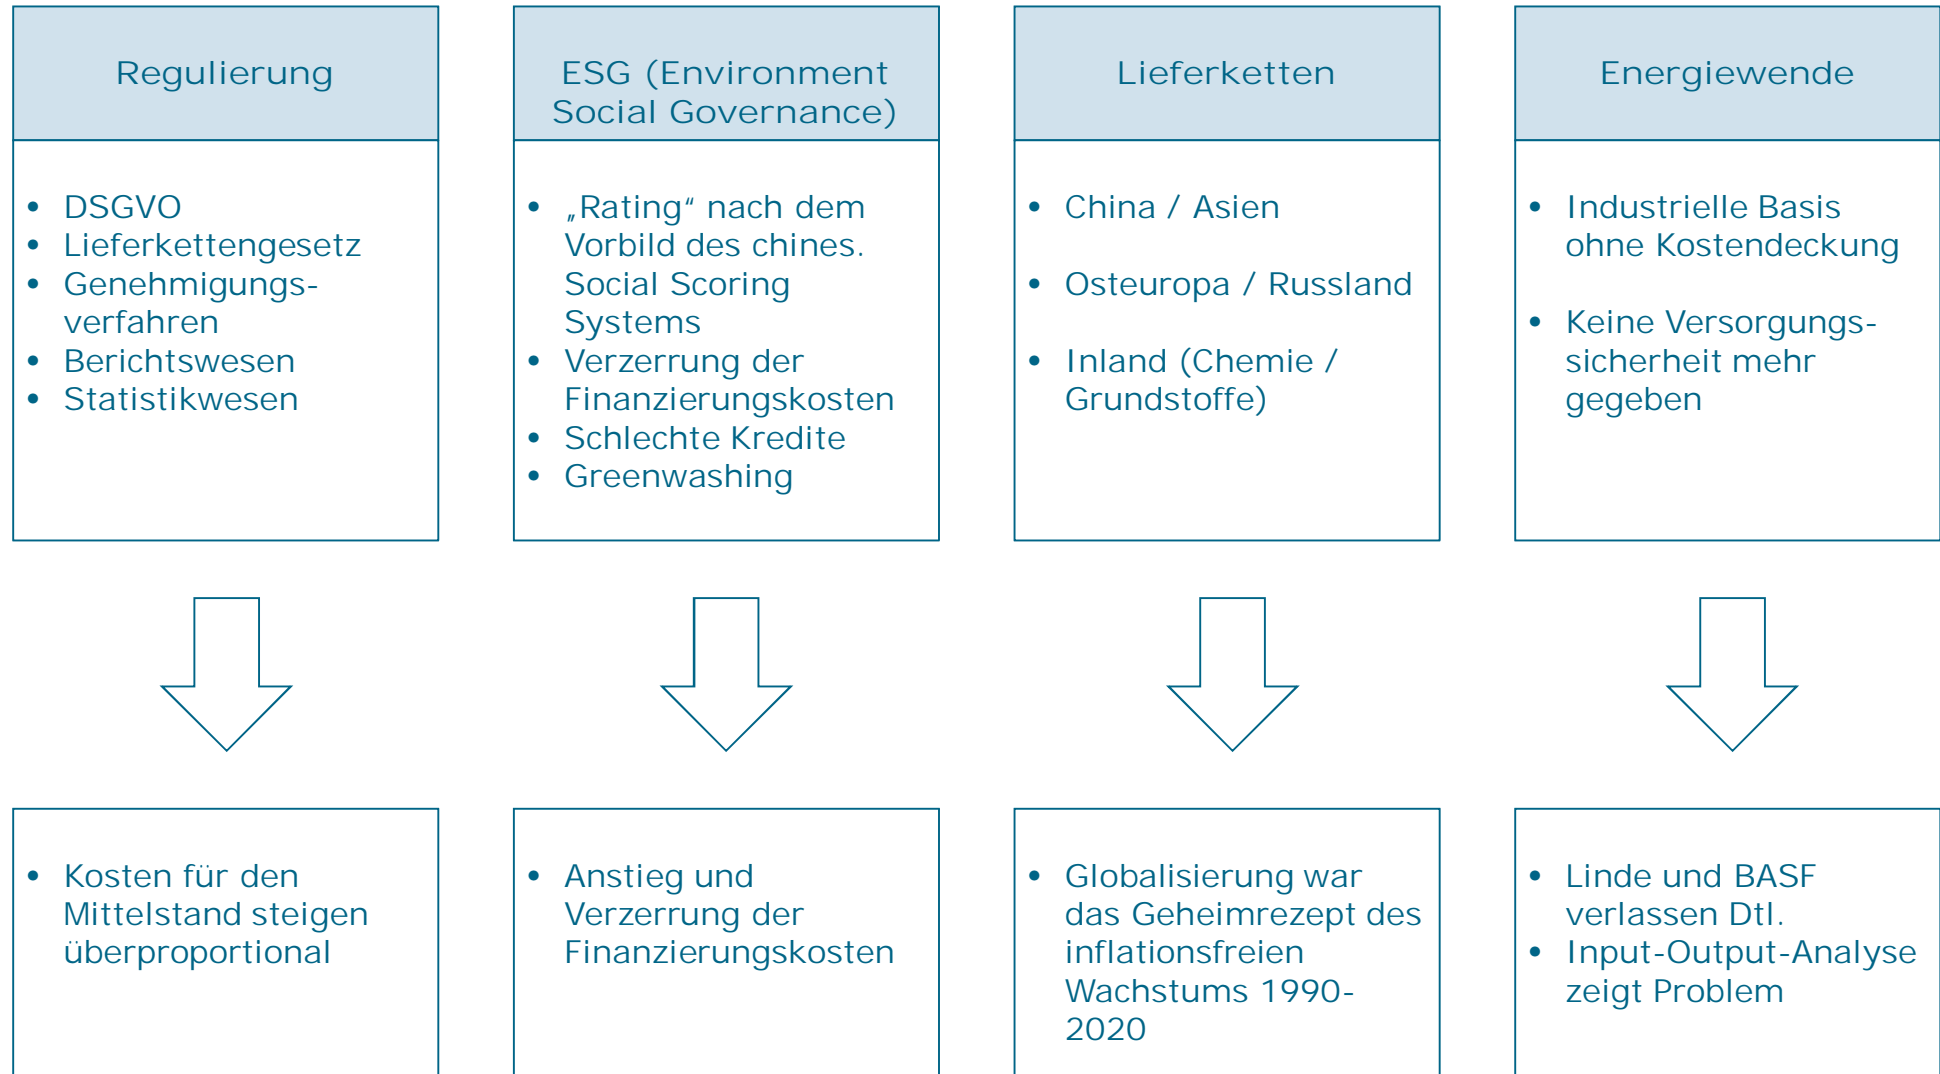 Regulierung
• DSGVO
• Lieferkettengesetz
• Genehmigungs-
verfahren
• Berichtswesen
• Statistikwesen
• Kosten für den
Mittelstand steigen
überproportional
ESG (Environment
Social Governance)
• „Rating“ nach dem
Vorbild des chines.
Social Scoring
Systems
• Verzerrung der
Finanzierungskosten
• Schlechte Kredite
• Greenwashing
• Anstieg und
Verzerrung der
Finanzierungskosten
Lieferketten
• China / Asien
• Osteuropa / Russland
• Inland (Chemie /
Grundstoffe)
• Globalisierung war
das Geheimrezept des
inflationsfreien
Wachstums 1990-
2020
Energiewende
• Industrielle Basis
ohne Kostendeckung
• Keine Versorgungs-
sicherheit mehr
gegeben
• Linde und BASF
verlassen Dtl.
• Input-Output-Analyse
zeigt Problem